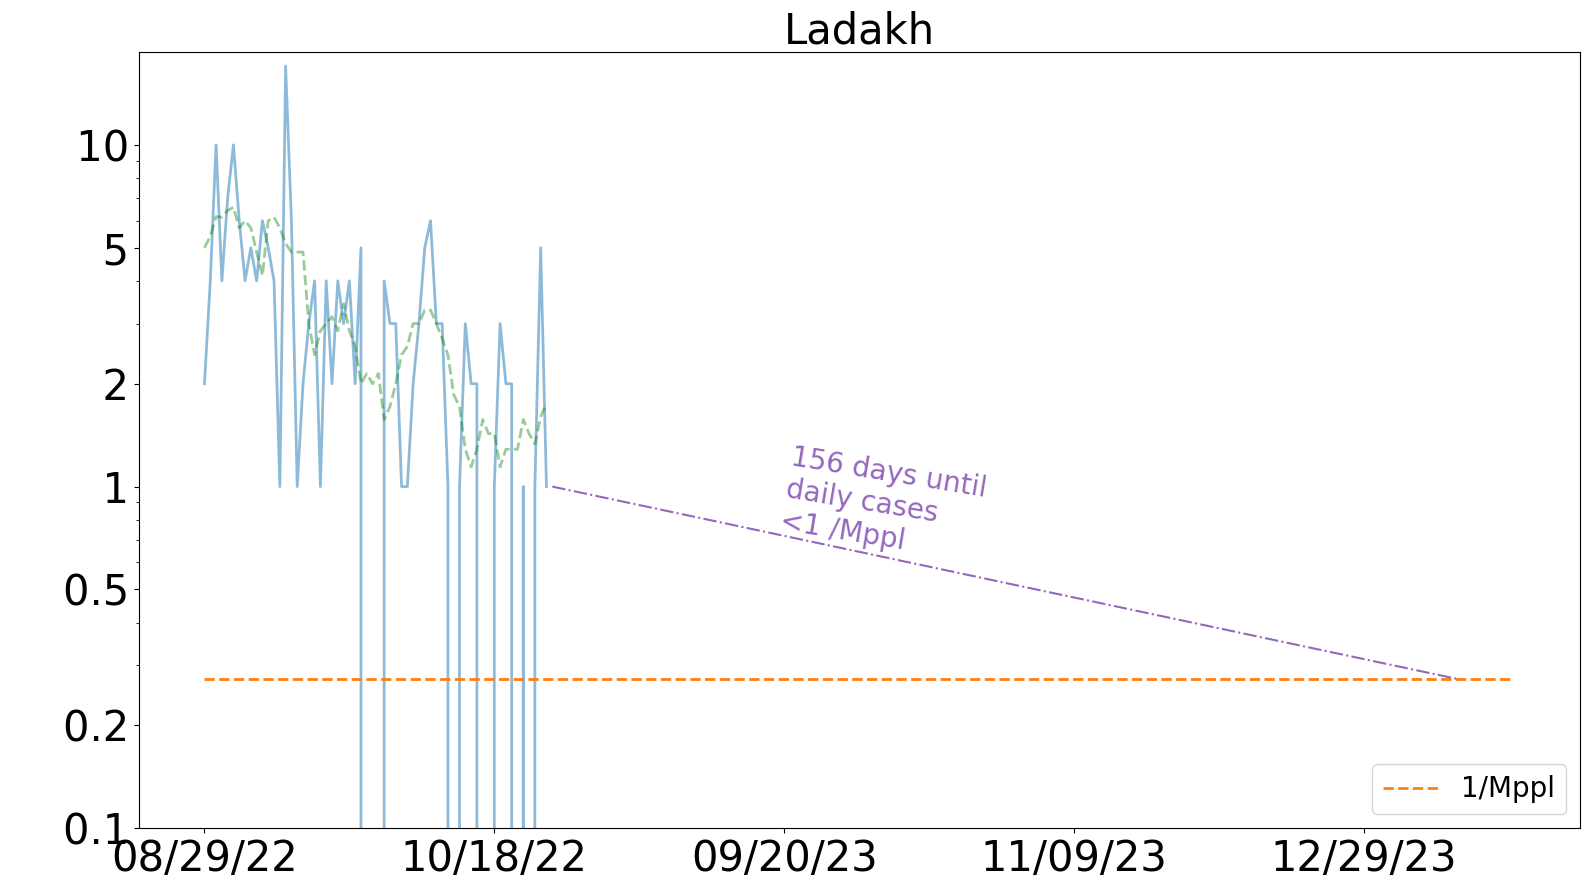 Ladakh
10
5
2
1
0.5
0.2
0.1
156 days until
daily cases
<1 /Mppl
1/Mppl
08/29/22
10/18/22
09/20/23
11/09/23
12/29/23